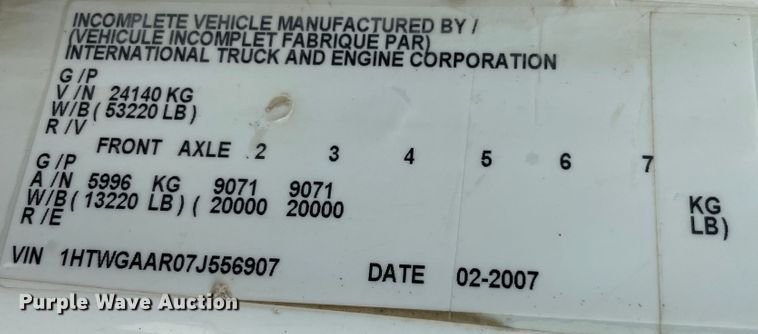 INCOMPLETE VEHICLE MANUFACTURED BY /
(VEHICULE INCOMPLET FABRIQUE PAR)
INTERNATIONAL TRUCK AND ENGINE CORPORATION
G /P
V /N 24140 KG
W/B( 53220 LB)
R /V
FRONT AXLE 2 3 4 5 6 7
G /P
A /N 5996 KG 9071 9071 KG
W/B( 13220 LB) ( 20000 20000 LB)
R /E
VIN 1HTWGAAR07J556907 DATE 02-2007
Purple Wave Auction